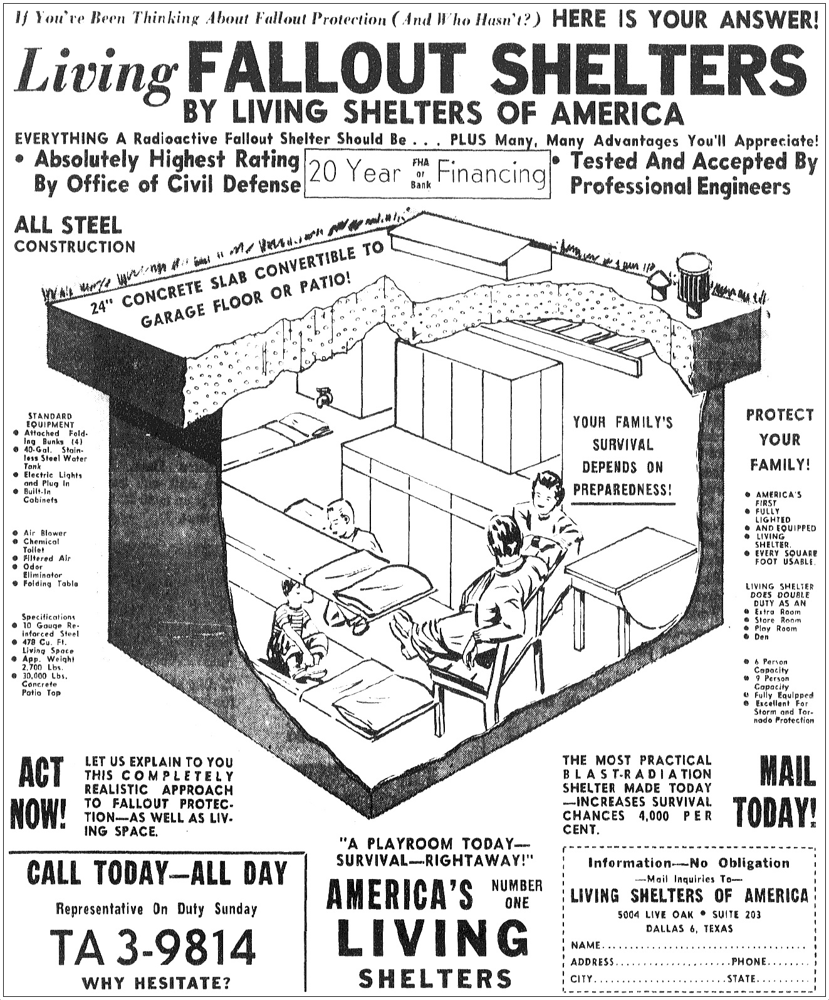 If You've Been Thinking About Fallout Protection (And Who Hasn't?) HERE IS YOUR ANSWER!
Living FALLOUT SHELTERS
BY LIVING SHELTERS OF AMERICA
EVERYTHING A Radioactive Fallout Shelter Should Be . . . PLUS Many, Many Advantages You'll Appreciate!
• Absolutely Highest Rating
By Office of Civil Defense
20 Year FHA or Bank Financing
• Tested And Accepted By
Professional Engineers
ALL STEEL
CONSTRUCTION
24" CONCRETE SLAB CONVERTIBLE TO
GARAGE FLOOR OR PATIO!
STANDARD
EQUIPMENT
• Attached Fold-
ing Bunks (4)
• 40-Gal. Stain-
less Steel Water
Tank
• Electric Lights
and Plug In
• Built-In
Cabinets
• Air Blower
• Chemical
Toilet
• Filtered Air
• Odor
Eliminator
• Folding Table
Specifications
• 10 Gauge Re-
inforced Steel
• 478 Cu. Ft.
Living Space
• App. Weight
2,700 Lbs.
• 30,000 Lbs.
Concrete
Patio Top
YOUR FAMILY'S
SURVIVAL
DEPENDS ON
PREPAREDNESS!
PROTECT
YOUR
FAMILY!
• AMERICA'S
FIRST
• FULLY
LIGHTED
• AND EQUIPPED
• LIVING
SHELTER.
• EVERY SQUARE
FOOT USABLE.
LIVING SHELTER
DOES DOUBLE
DUTY AS AN
• Extra Room
• Store Room
• Play Room
• Den
• 6 Person
Capacity
• 9 Person
Capacity
• Fully Equipped
• Excellent For
Storm and Tor-
nado Protection
ACT
NOW!
LET US EXPLAIN TO YOU
THIS COMPLETELY
REALISTIC APPROACH
TO FALLOUT PROTEC-
TION—AS WELL AS LIV-
ING SPACE.
THE MOST PRACTICAL
BLAST-RADIATION
SHELTER MADE TODAY
—INCREASES SURVIVAL
CHANCES 4,000 PER
CENT.
MAIL
TODAY!
CALL TODAY—ALL DAY
Representative On Duty Sunday
TA 3-9814
WHY HESITATE?
"A PLAYROOM TODAY—
SURVIVAL—RIGHTAWAY!"
AMERICA'S NUMBER ONE
LIVING
SHELTERS
Information—No Obligation
—Mail Inquiries To—
LIVING SHELTERS OF AMERICA
5004 LIVE OAK • SUITE 203
DALLAS 6, TEXAS
NAME....................................
ADDRESS....................PHONE........
CITY.......................STATE..........